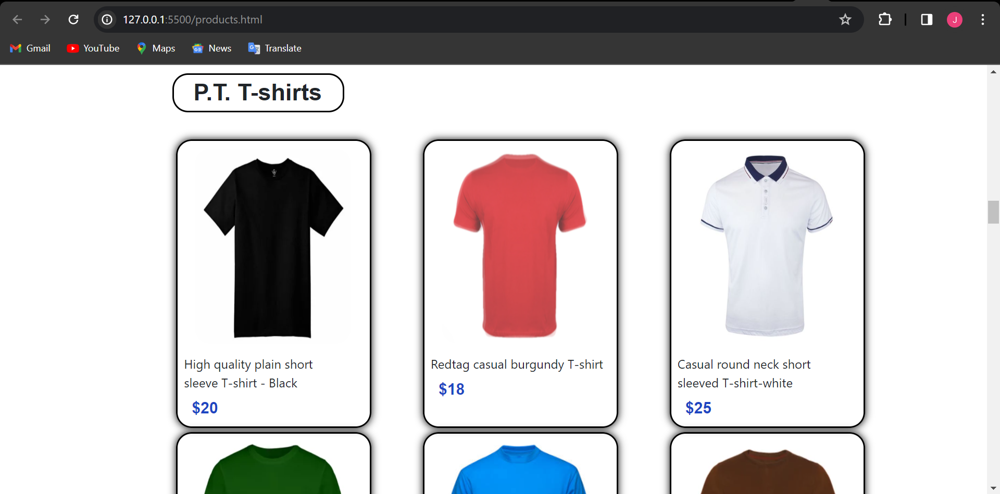 127.0.0.1:5500/products.html
J
Gmail YouTube Maps News Translate
P.T. T-shirts
High quality plain short
sleeve T-shirt - Black
$20
Redtag casual burgundy T-shirt
$18
Casual round neck short
sleeved T-shirt-white
$25